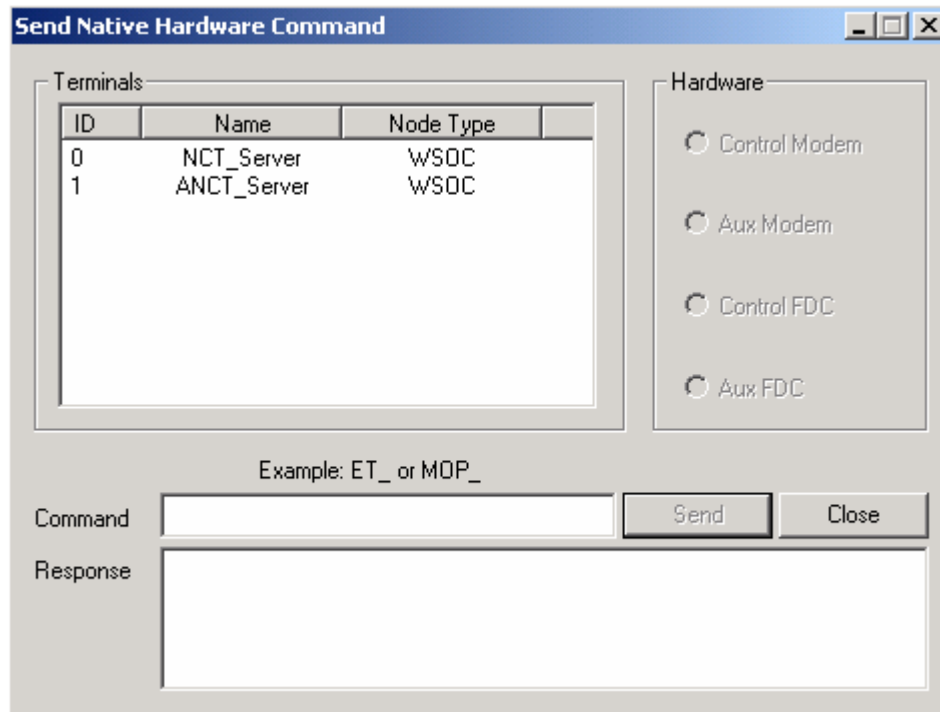 Send Native Hardware Command
Terminals
ID Name Node Type
0 NCT_Server WSOC
1 ANCT_Server WSOC
Hardware
Control Modem
Aux Modem
Control FDC
Aux FDC
Example: ET_ or MOP_
Command Send Close
Response